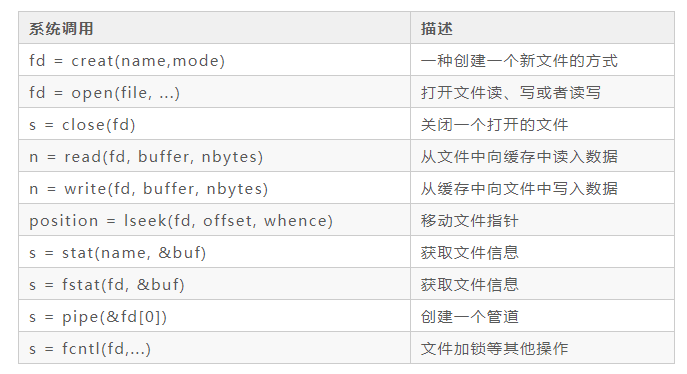 系统调用 描述
fd = creat(name,mode) 一种创建一个新文件的方式
fd = open(file, ...) 打开文件读、写或者读写
s = close(fd) 关闭一个打开的文件
n = read(fd, buffer, nbytes) 从文件中向缓存中读入数据
n = write(fd, buffer, nbytes) 从缓存中向文件中写入数据
position = lseek(fd, offset, whence) 移动文件指针
s = stat(name, &buf) 获取文件信息
s = fstat(fd, &buf) 获取文件信息
s = pipe(&fd[0]) 创建一个管道
s = fcntl(fd,...) 文件加锁等其他操作